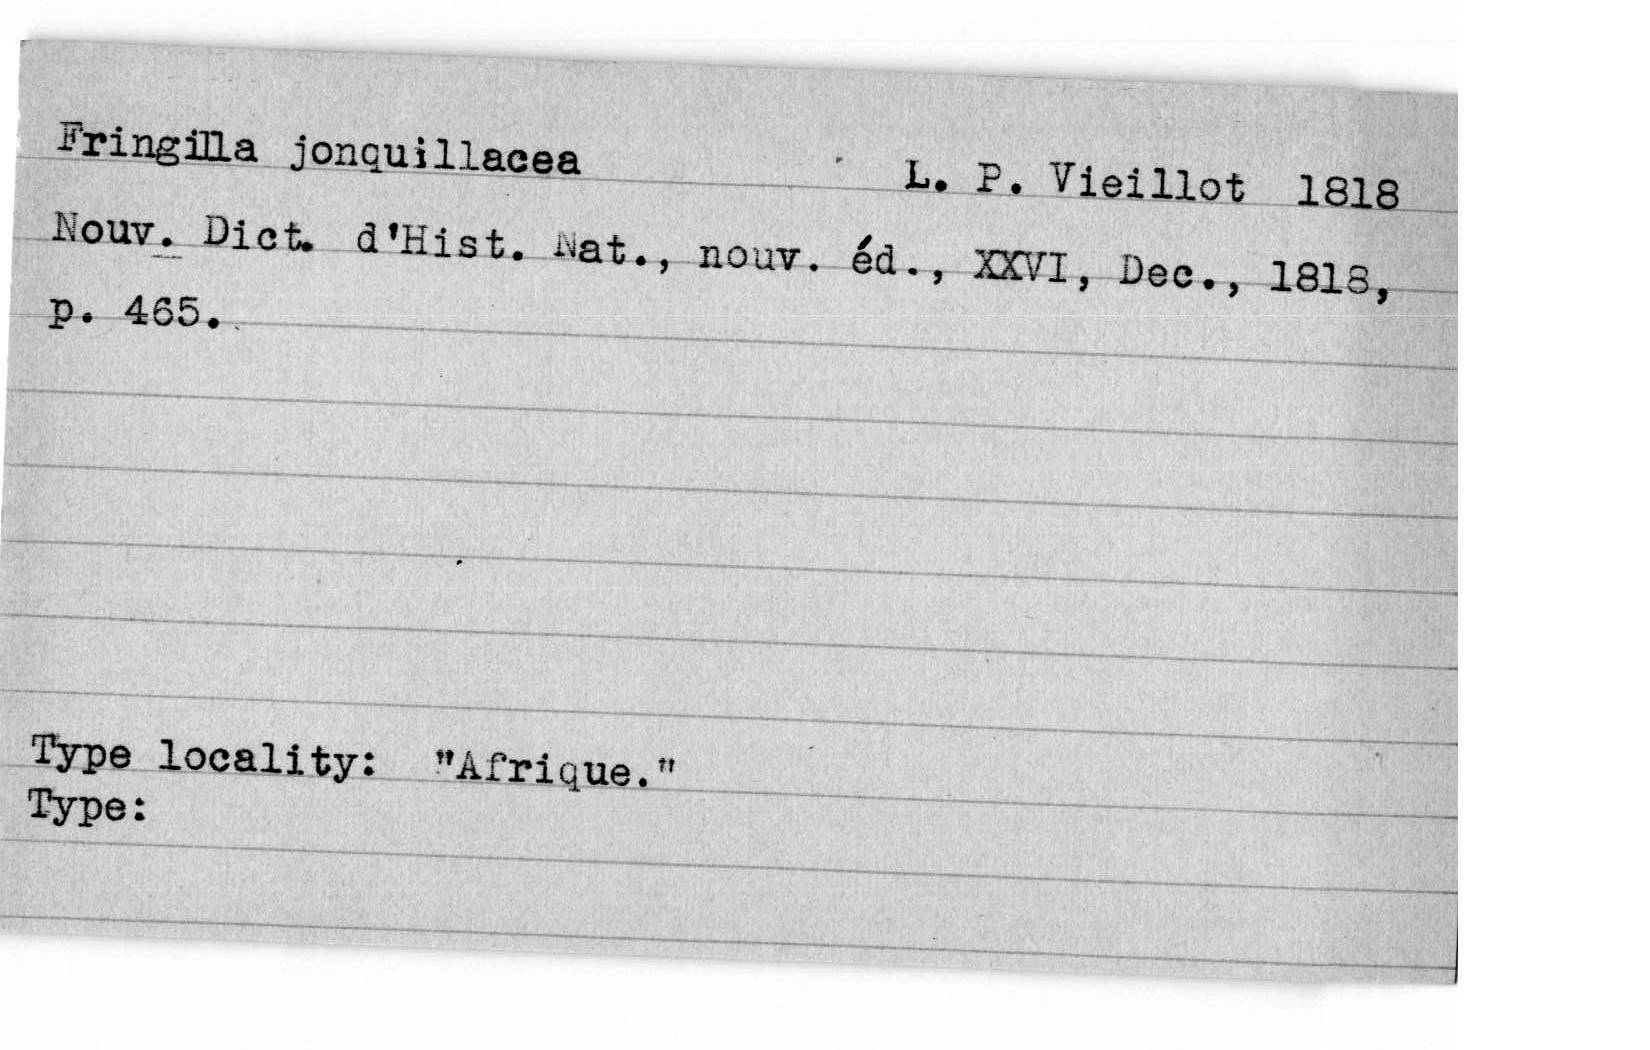 Fringilla jonquillacea L. P. Vieillot 1818
Nouv. Dict. d'Hist. Nat., nouv. éd., XXVI, Dec., 1818,
p. 465.
Type locality: "Afrique."
Type: